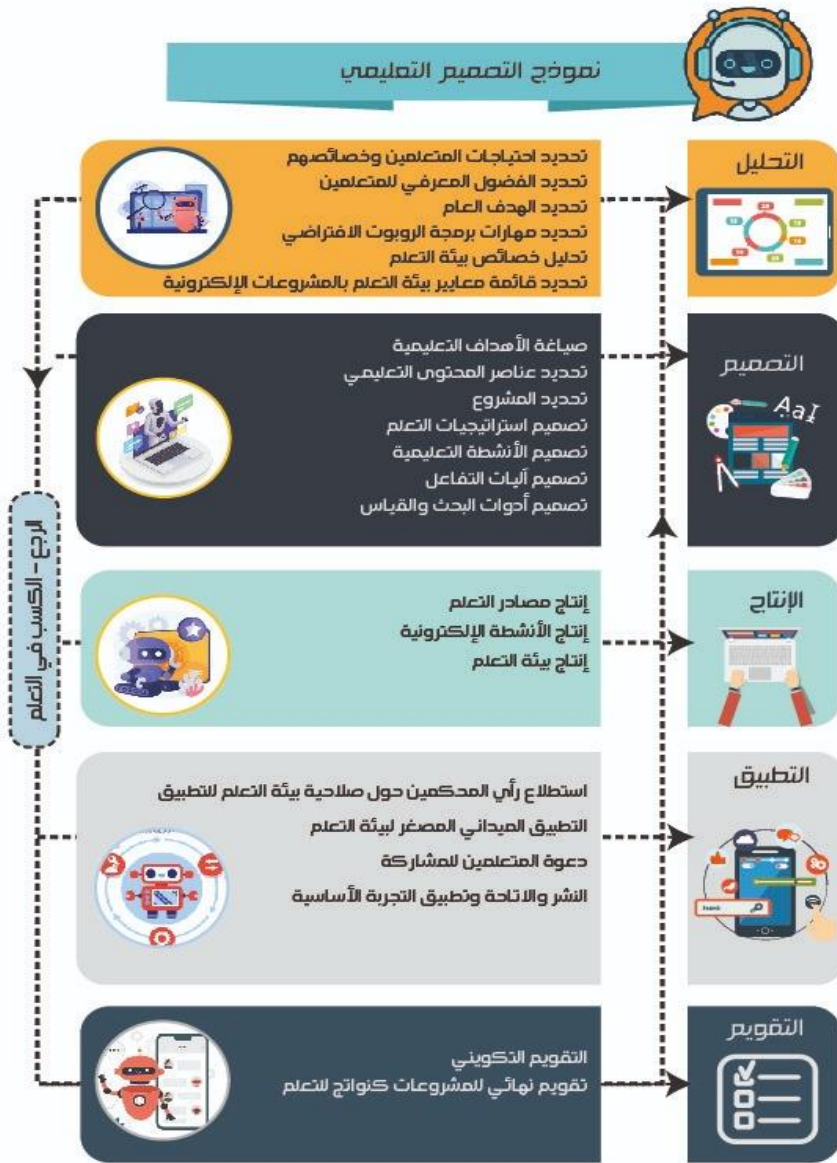 نموذج التصميم التعليمي
التحليل
تحديد احتياجات المتعلمين وخصائصهم
تحديد الفضول المعرفي للمتعلمين
تحديد الهدف العام
تحديد مهارات برمجة الروبوت الافتراضي
تحليل خصائص بيئة التعلم
تحديد قائمة معايير بيئة التعلم بالمشروعات الإلكترونية
التصميم
AaI
صياغة الأهداف التعليمية
تحديد عناصر المحتوى التعليمي
تحديد المشروع
تصميم استراتيجيات التعلم
تصميم الأنشطة التعليمية
تصميم آليات التفاعل
تصميم أدوات البحث والقياس
الإنتاج
إنتاج مصادر التعلم
إنتاج الأنشطة الإلكترونية
إنتاج بيئة التعلم
التطبيق
استطلاع رأي المحكمين حول صلاحية بيئة التعلم للتطبيق
التطبيق الميداني المصغر لبيئة التعلم
دعوة المتعلمين للمشاركة
النشر والاتاحة وتطبيق التجربة الأساسية
التقويم
التقويم التكويني
تقويم نهائي للمشروعات كنواتج للتعلم
الرجع - الكسب في التعلم